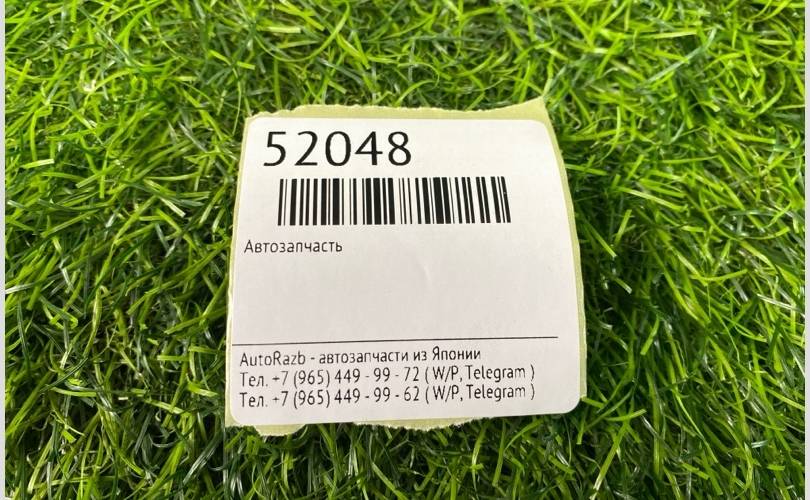 52048
Автозапчасть
AutoRazb - автозапчасти из Японии
Тел. +7 (965) 449 - 99 - 72 ( W/P, Telegram )
Тел. +7 (965) 449 - 99 - 62 ( W/P, Telegram )